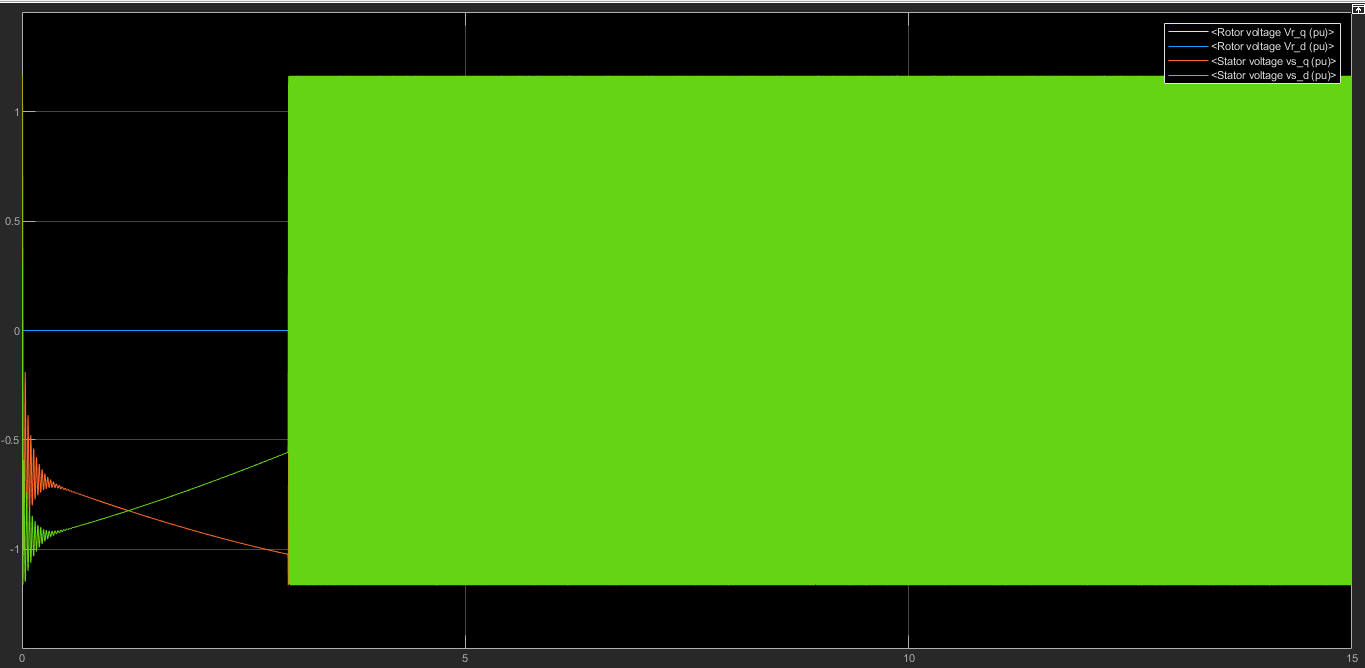 <Rotor voltage Vr_q (pu)>
<Rotor voltage Vr_d (pu)>
<Stator voltage vs_q (pu)>
<Stator voltage vs_d (pu)>
1
0.5
0
-0.5
-1
0
5
10
15